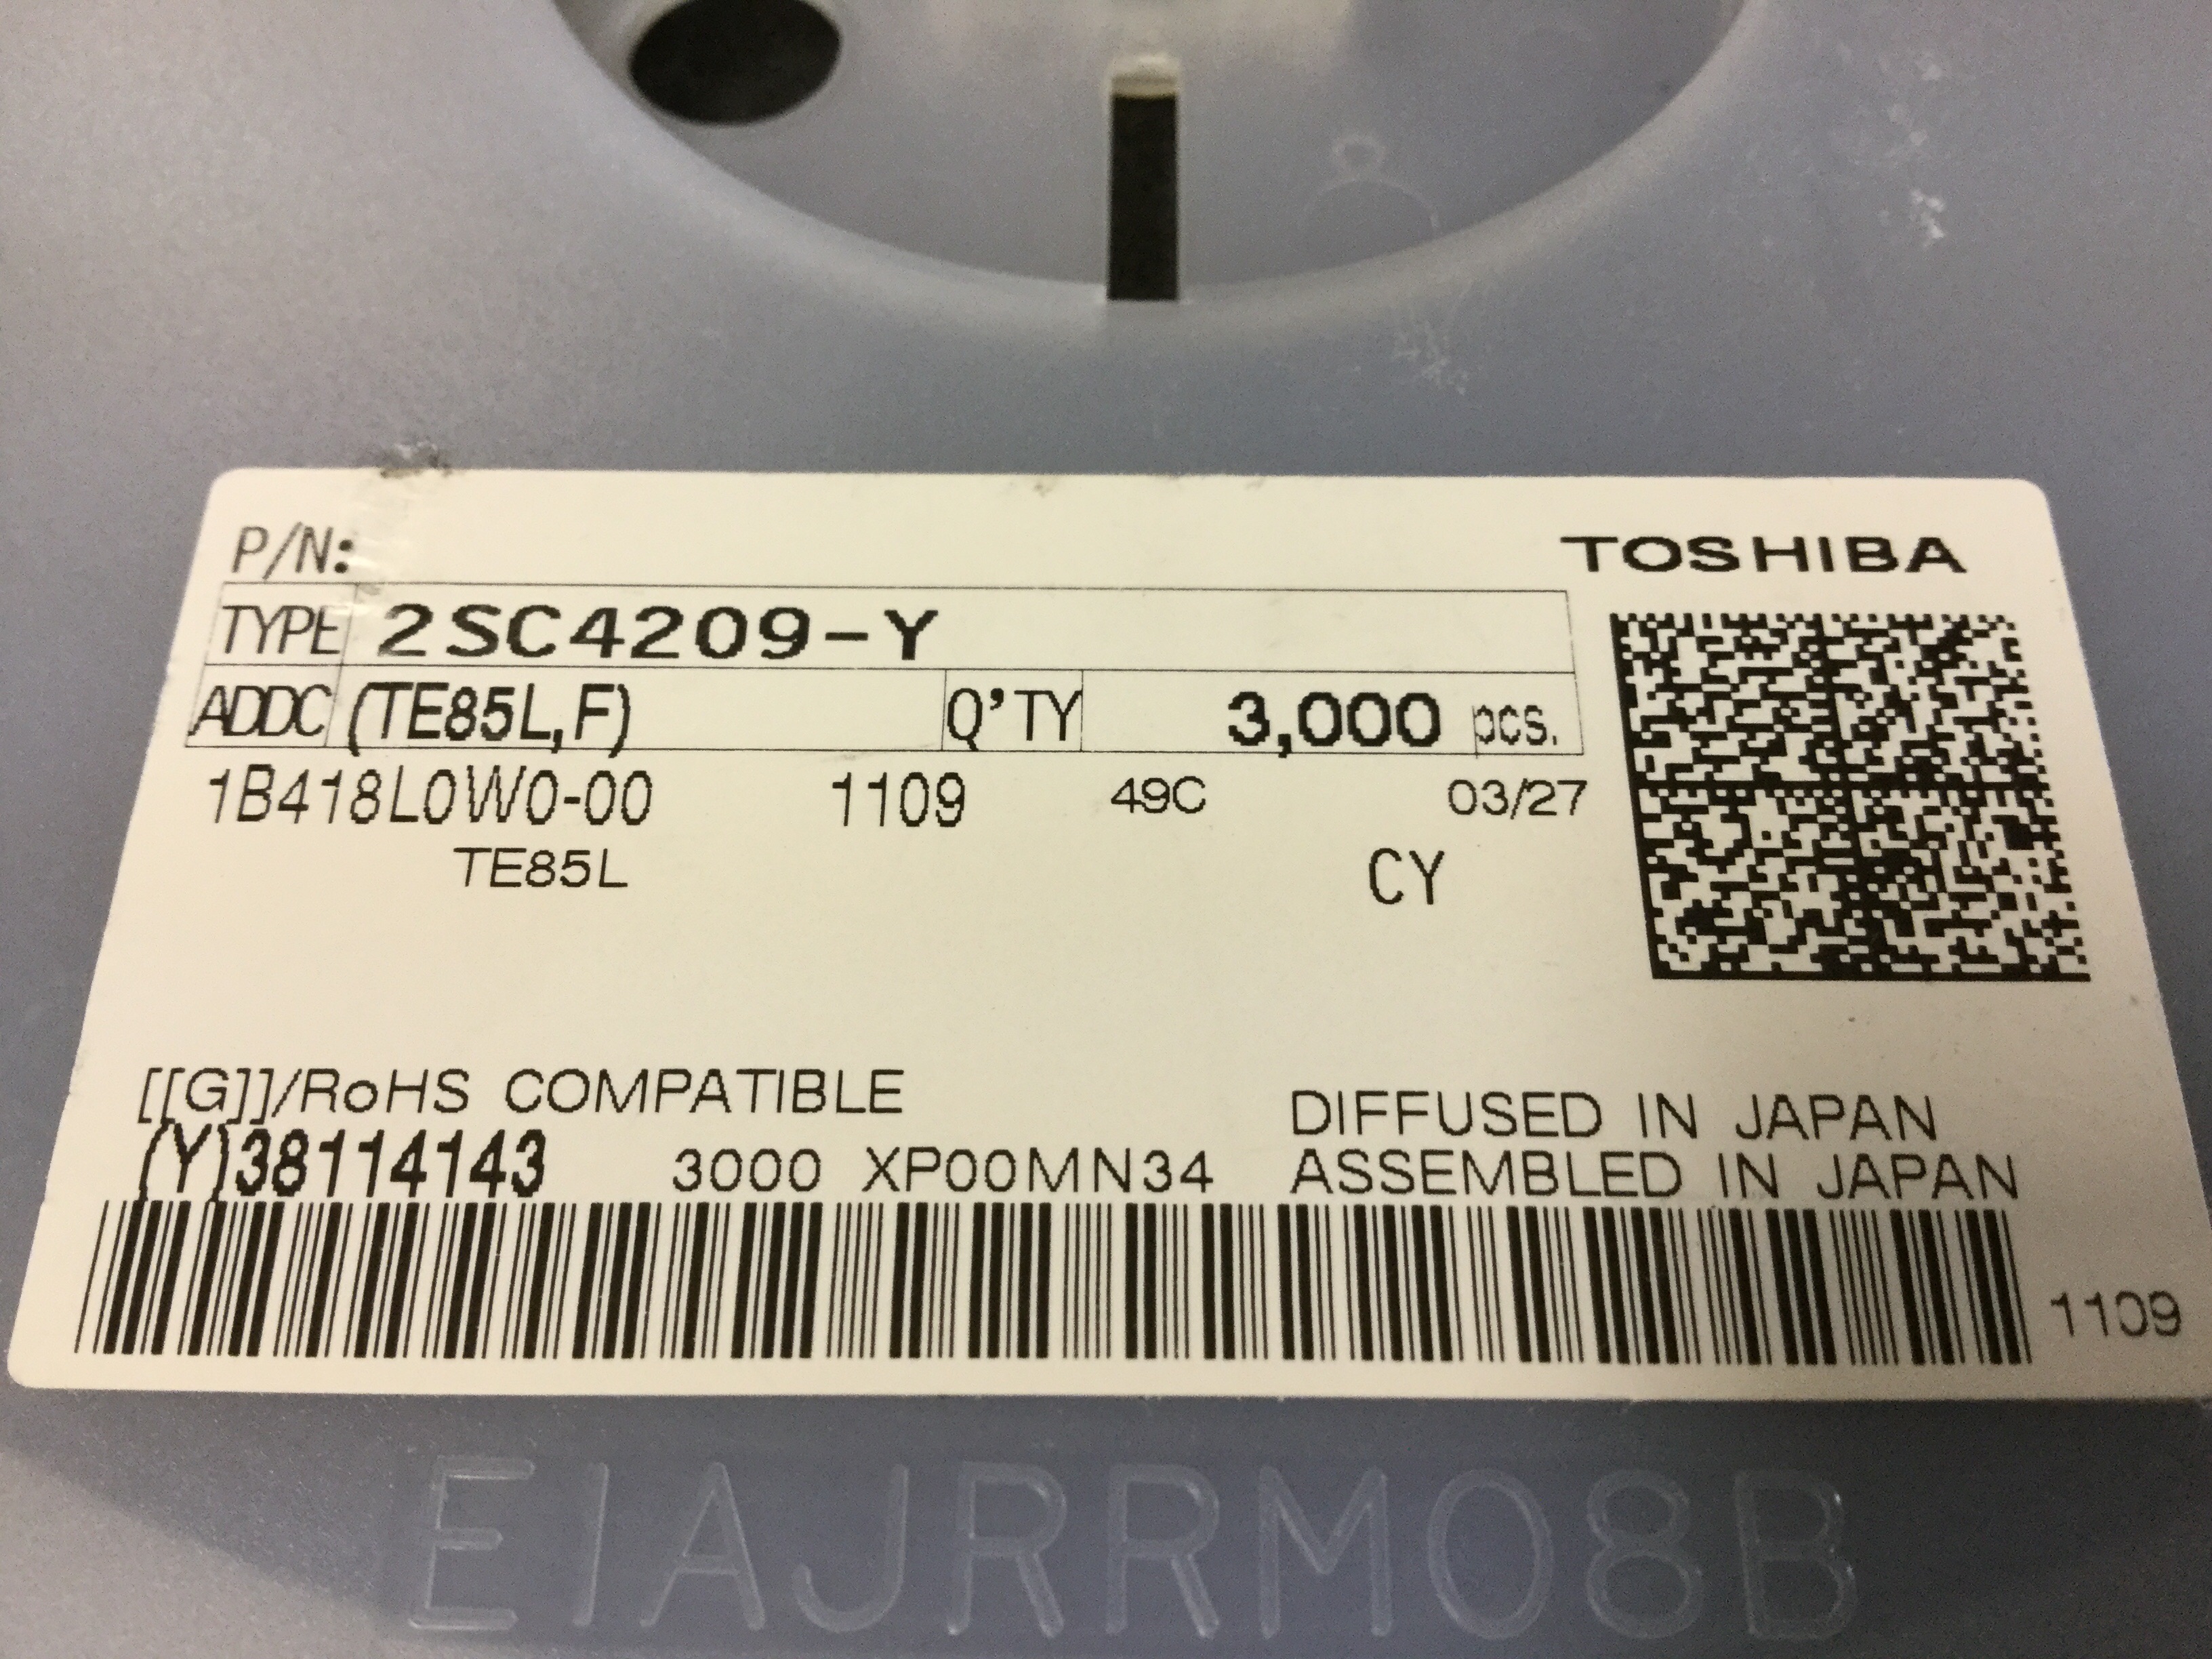 P/N:
TOSHIBA
TYPE 2SC4209-Y
ADDC (TE85L,F) Q'TY 3,000 pcs.
1B418L0W0-00 1109 49C 03/27
TE85L CY
[[G]]/RoHS COMPATIBLE
DIFFUSED IN JAPAN
(Y)38114143 3000 XP00MN34 ASSEMBLED IN JAPAN
1109
EIAJRRM08B